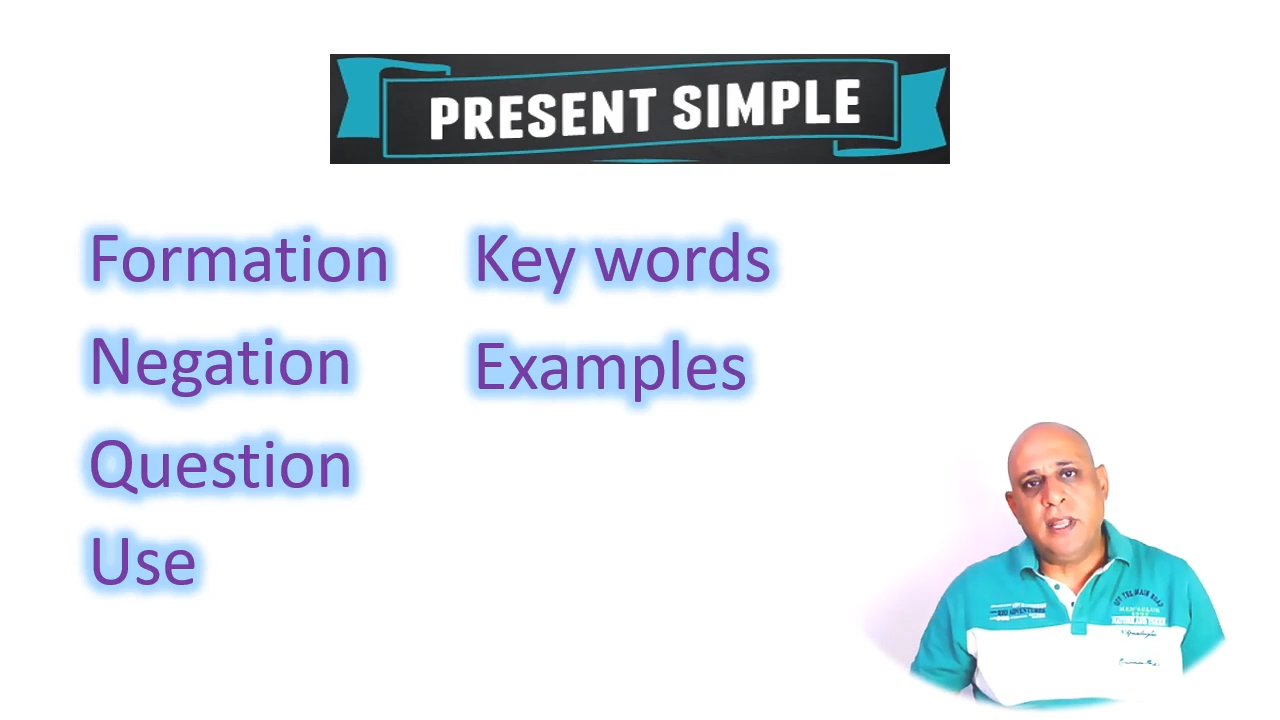 PRESENT SIMPLE
Formation
Negation
Question
Use
Key words
Examples